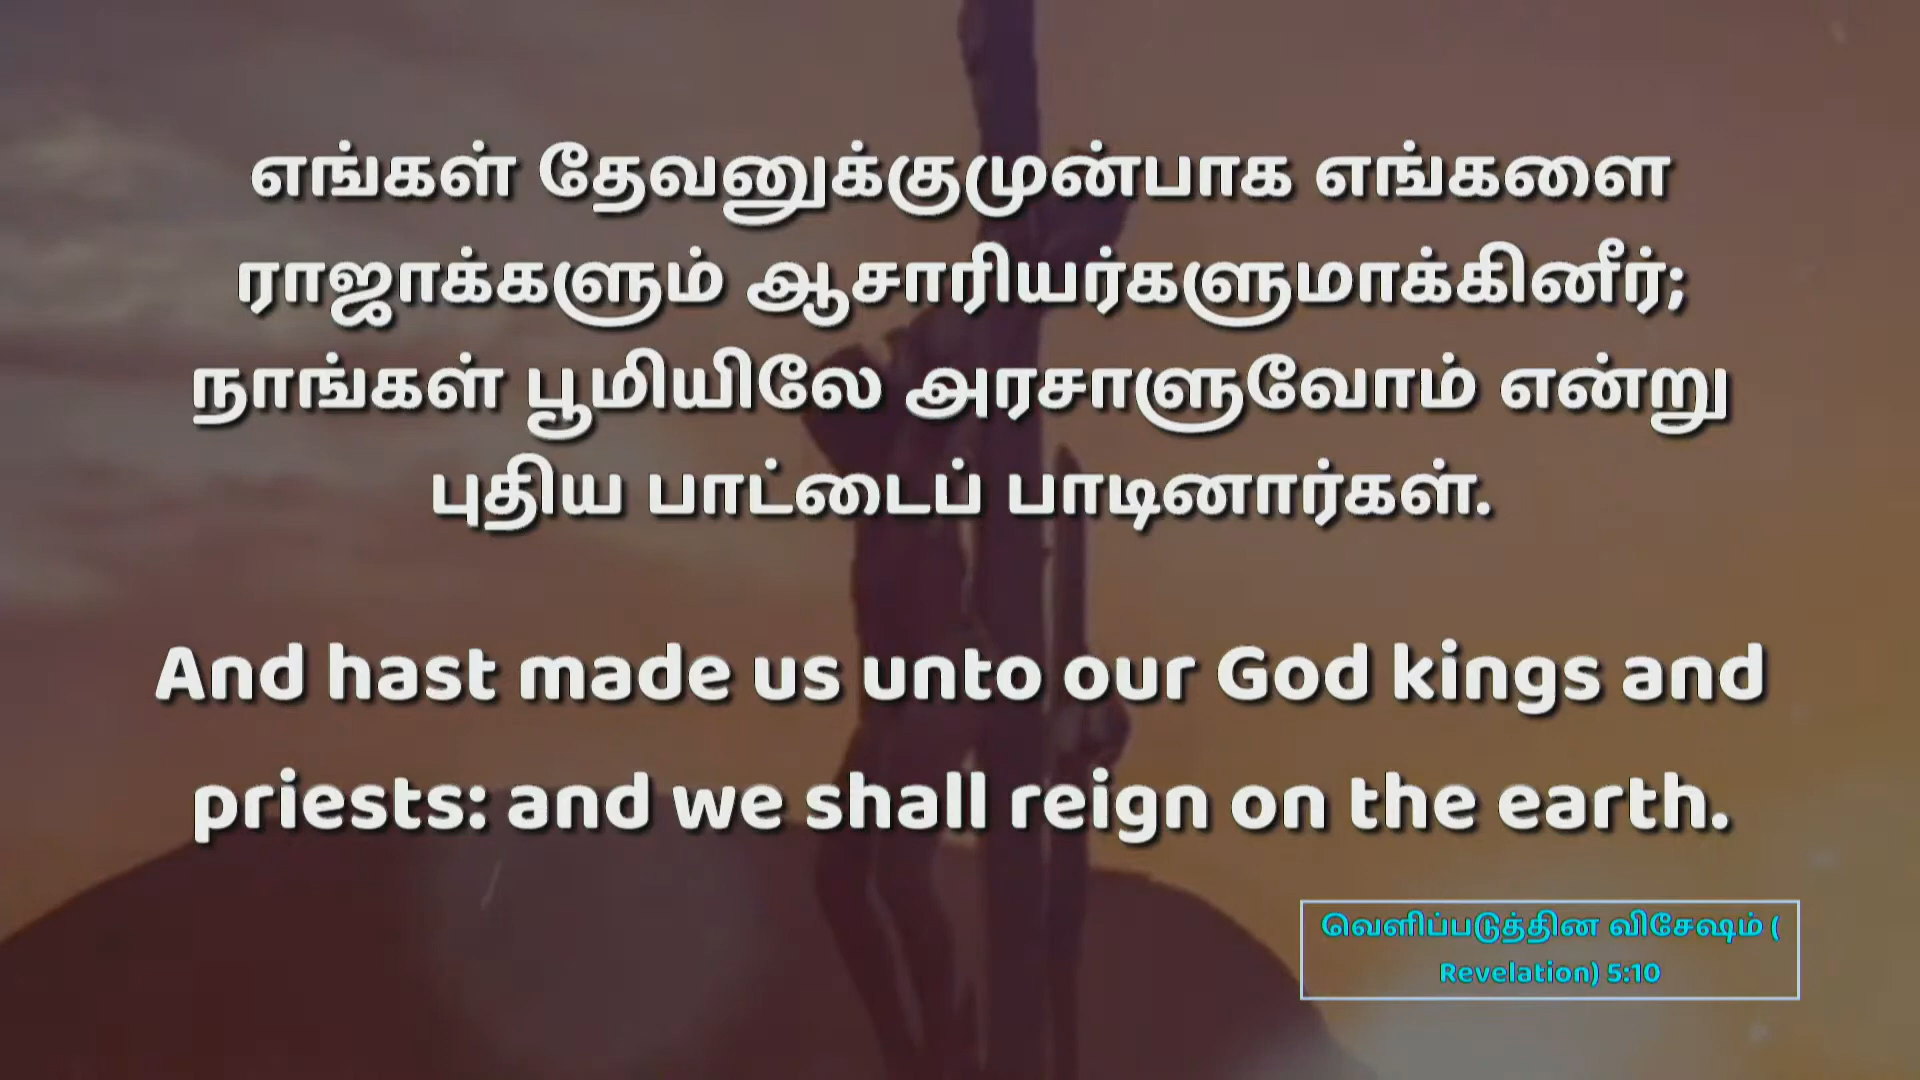 எங்கள் தேவனுக்குமுன்பாக எங்களை
ராஜாக்களும் ஆசாரியர்களுமாக்கினீர்;
நாங்கள் பூமியிலே அரசாளுவோம் என்று
புதிய பாட்டைப் பாடினார்கள்.
And hast made us unto our God kings and
priests: and we shall reign on the earth.
வெளிப்படுத்தின விசேஷம் (
Revelation) 5:10